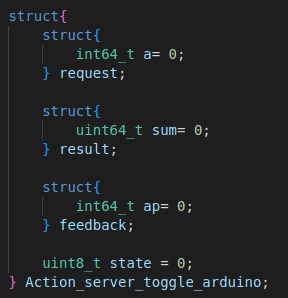 struct{
    struct{
        int64_t a= 0;
    } request;

    struct{
        uint64_t sum= 0;
    } result;

    struct{
        int64_t ap= 0;
    } feedback;

    uint8_t state = 0;
} Action_server_toggle_arduino;